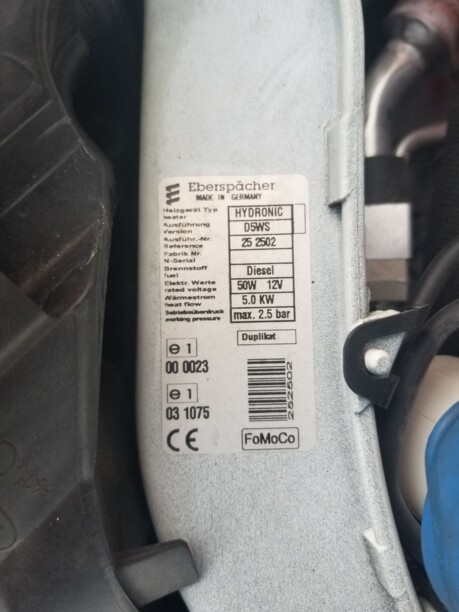 Eberspächer
MADE IN GERMANY
Heizgerät Typ
heater
HYDRONIC
Ausführung
version
D5WS
Ausführ.-Nr.
Reference
25 2502
Fabrik Nr.
N-Serial
Brennstoff
fuel
Diesel
Elektr. Werte
rated voltage
50W 12V
Wärmestrom
heat flow
5.0 KW
Betriebsüberdruck
working pressure
max. 2.5 bar
Duplikat
e1
00 0023
e1
03 1075
252502
CE
FoMoCo